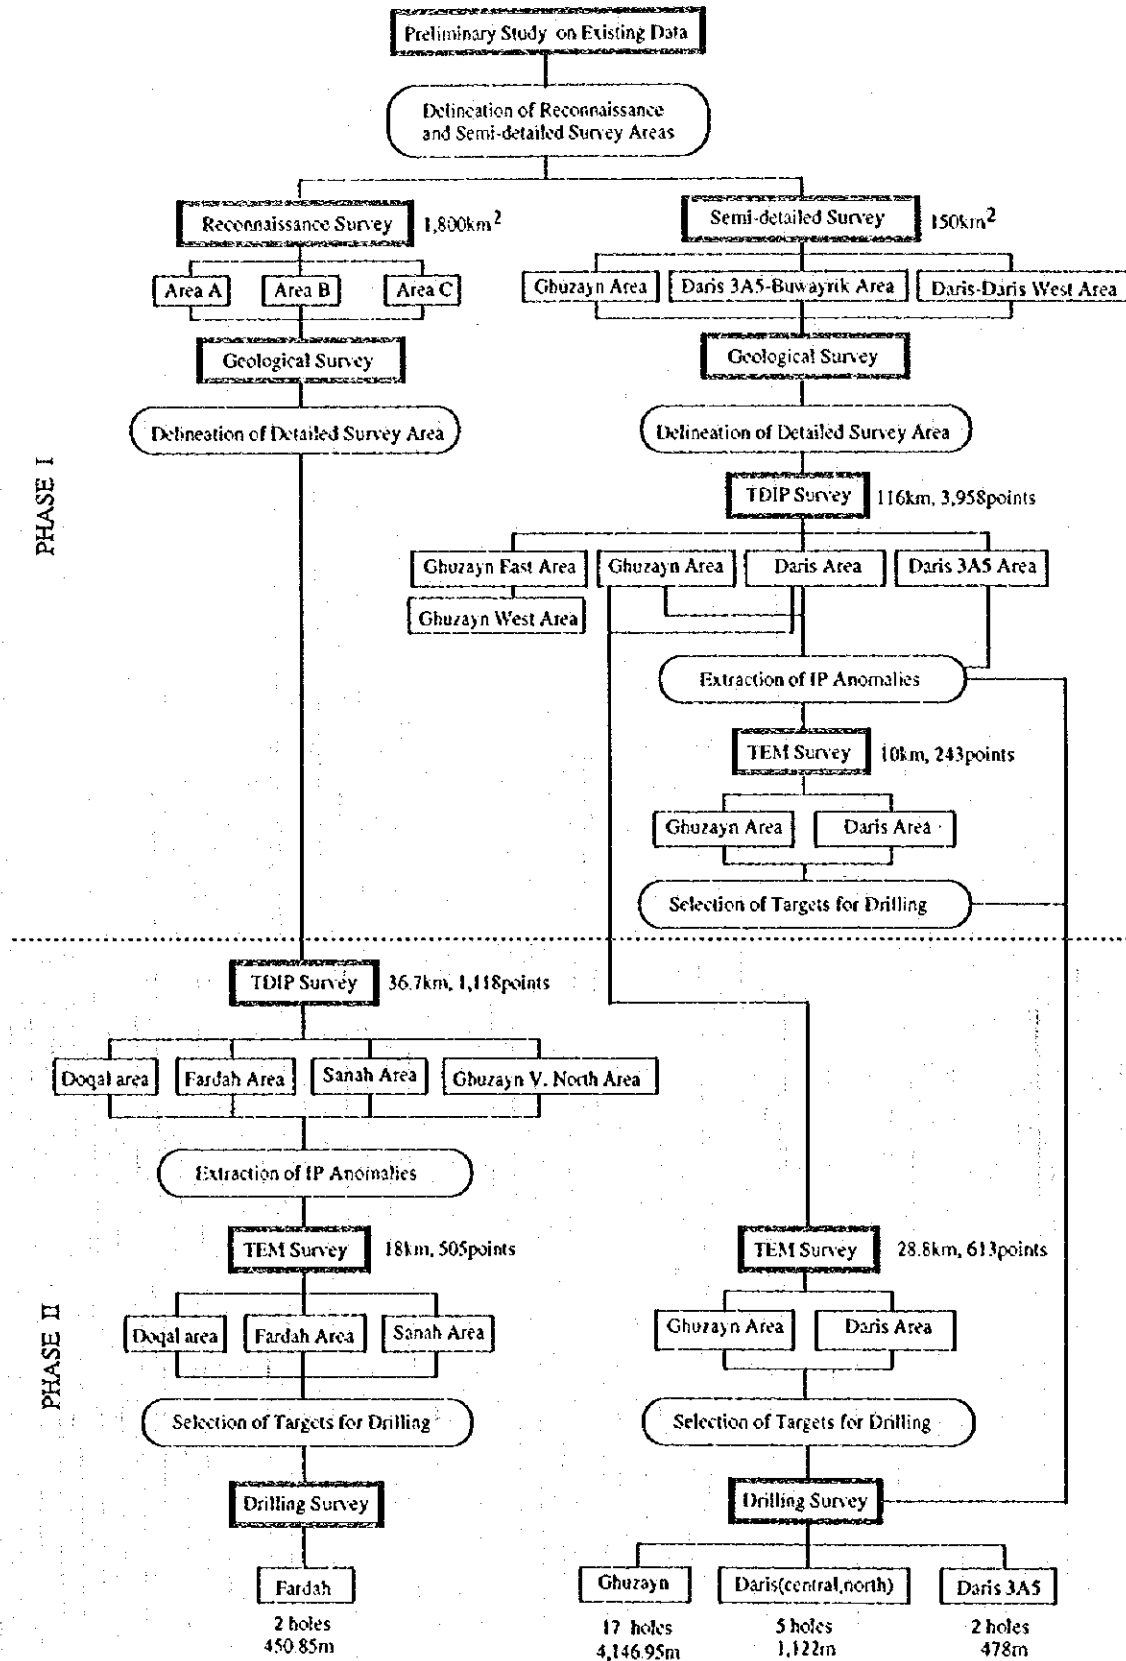 Preliminary Study on Existing Data
Delineation of Reconnaissance
and Semi-detailed Survey Areas
Reconnaissance Survey
1,800km²
Semi-detailed Survey
150km²
Area A
Area B
Area C
Ghuzayn Area
Daris 3A5-Buwayrik Area
Daris-Daris West Area
Geological Survey
Geological Survey
Delineation of Detailed Survey Area
Delineation of Detailed Survey Area
PHASE I
TDIP Survey
116km, 3,958points
Ghuzayn East Area
Ghuzayn Area
Daris Area
Daris 3A5 Area
Ghuzayn West Area
Extraction of IP Anomalies
TEM Survey
10km, 243points
Ghuzayn Area
Daris Area
Selection of Targets for Drilling
TDIP Survey
36.7km, 1,118points
Doqal area
Fardah Area
Sanah Area
Ghuzayn V. North Area
Extraction of IP Anomalies
TEM Survey
18km, 505points
TEM Survey
28.8km, 613points
PHASE II
Doqal area
Fardah Area
Sanah Area
Ghuzayn Area
Daris Area
Selection of Targets for Drilling
Selection of Targets for Drilling
Drilling Survey
Drilling Survey
Fardah
Ghuzayn
Daris(central,north)
Daris 3A5
2 holes
450.85m
17 holes
4,146.95m
5 holes
1,122m
2 holes
478m